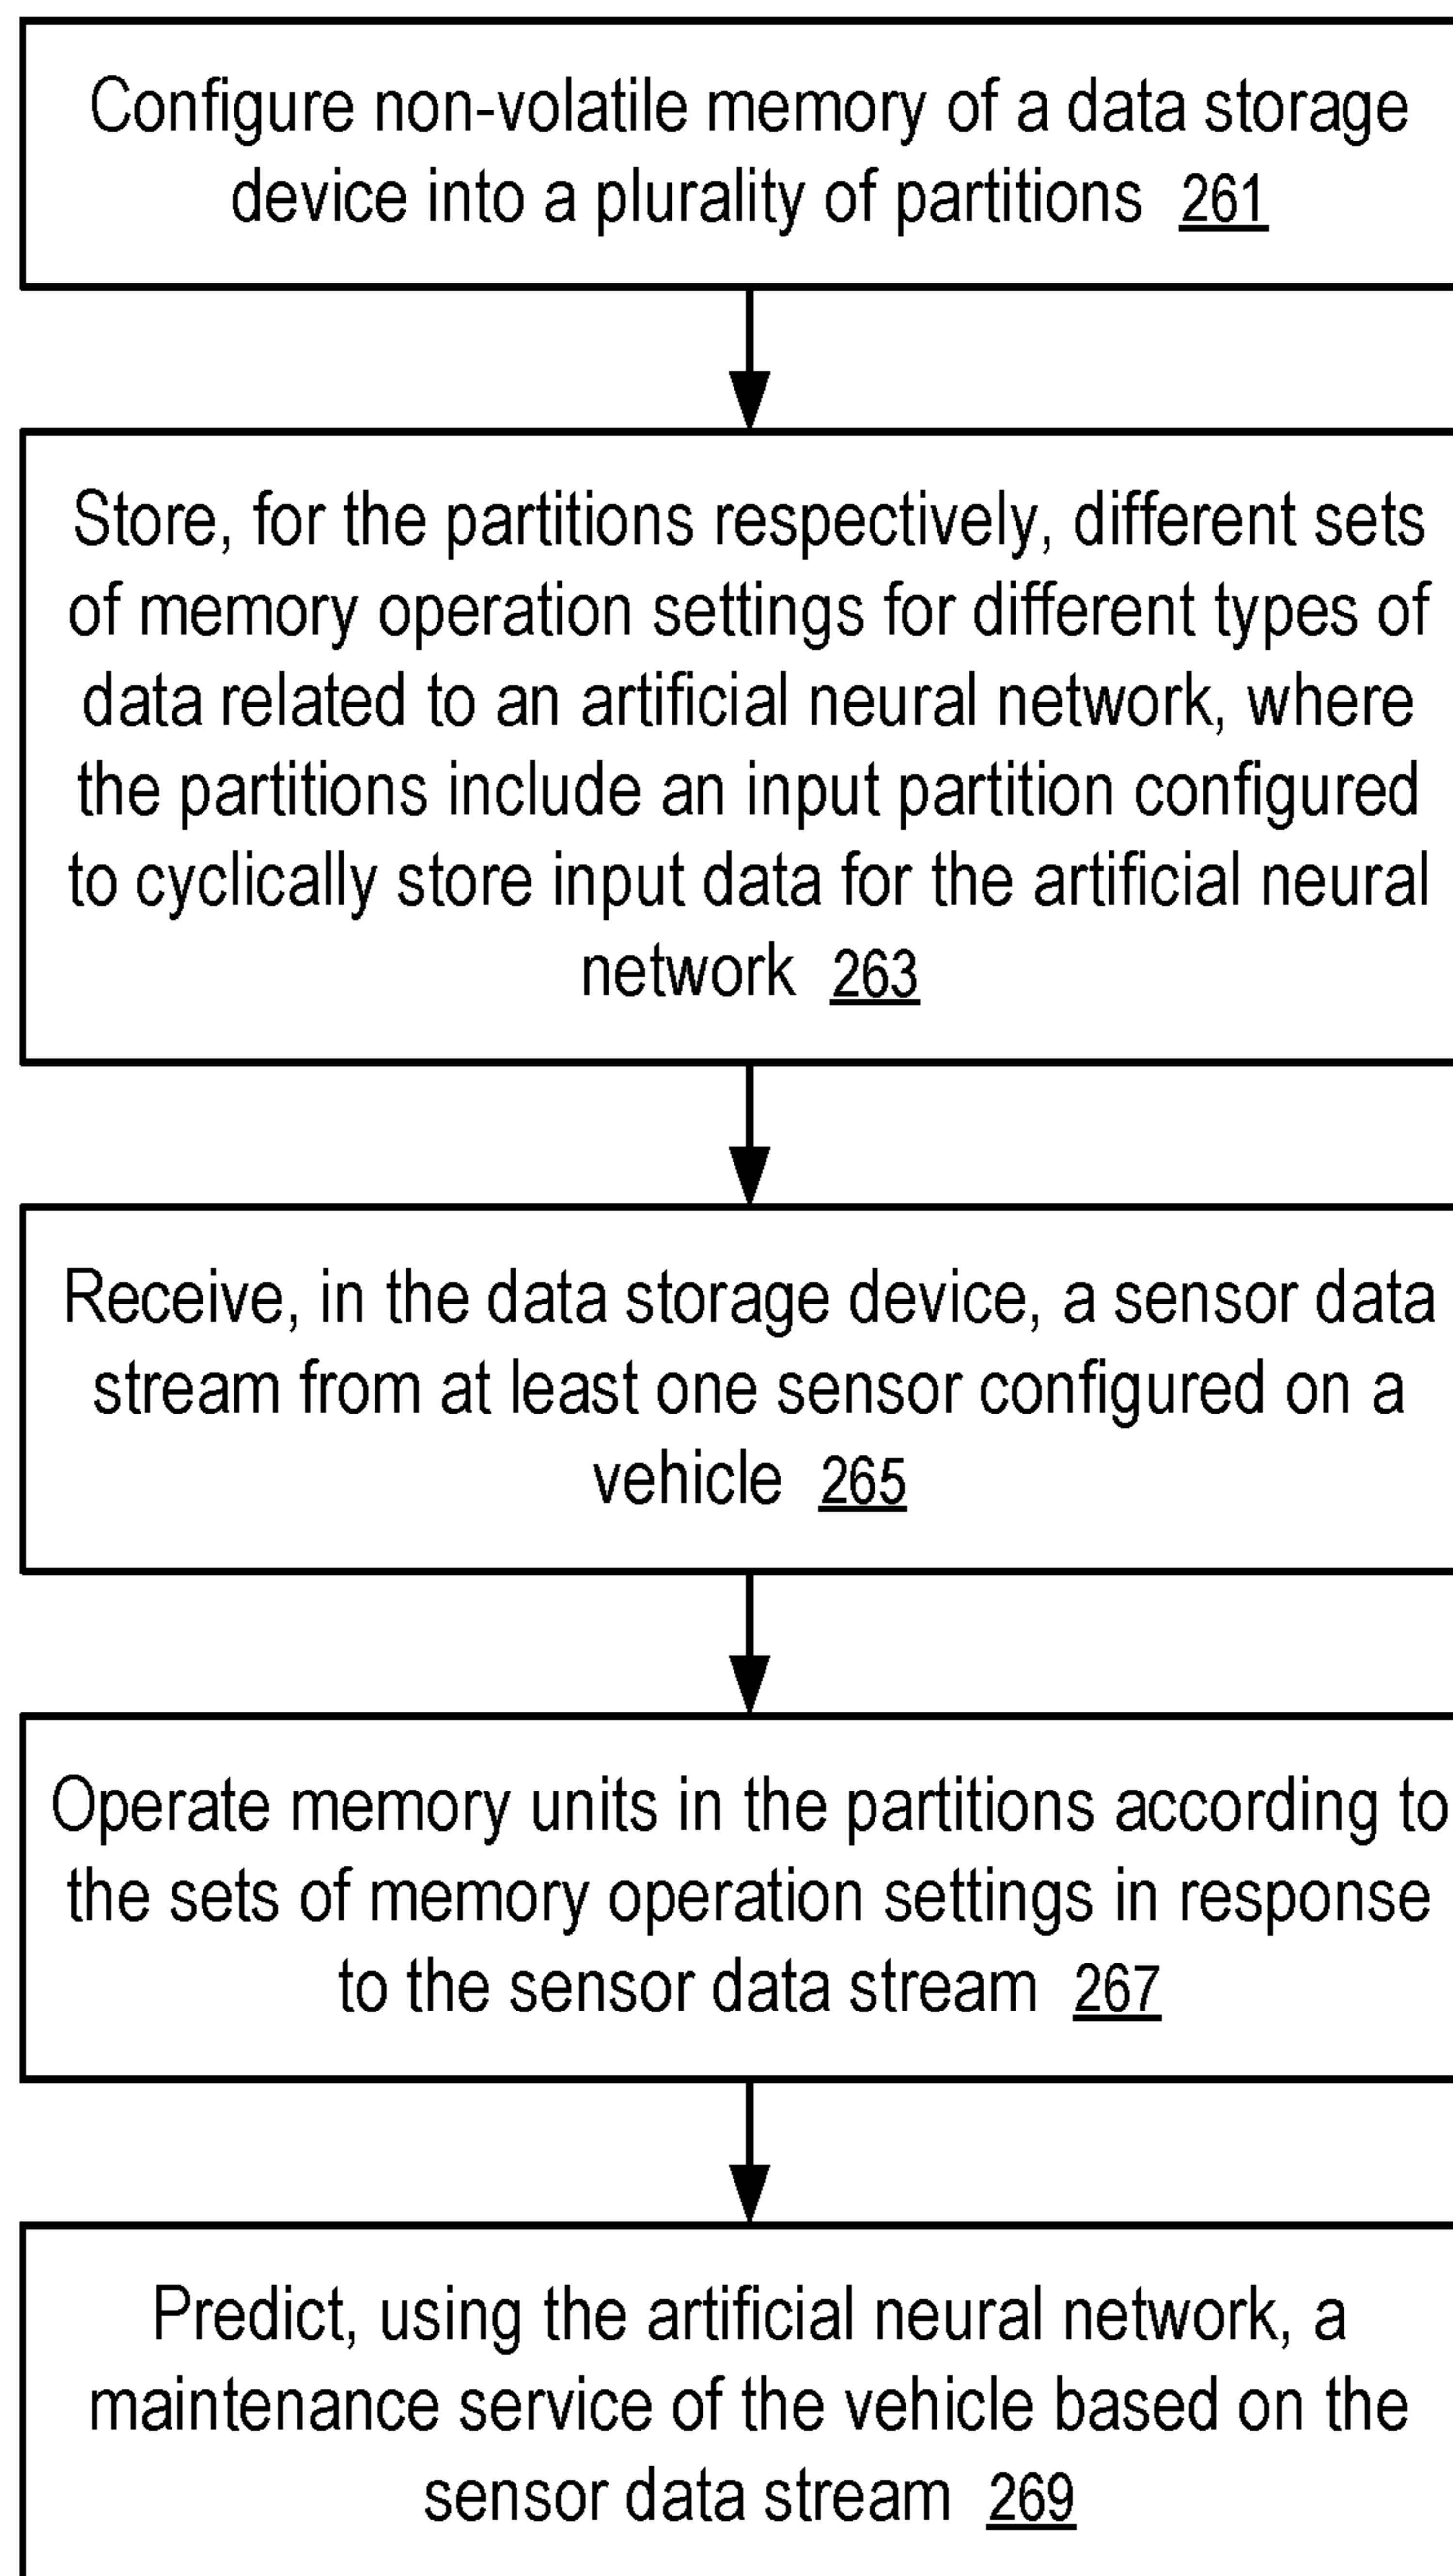 Configure non-volatile memory of a data storage
device into a plurality of partitions 261
Store, for the partitions respectively, different sets
of memory operation settings for different types of
data related to an artificial neural network, where
the partitions include an input partition configured
to cyclically store input data for the artificial neural
network 263
Receive, in the data storage device, a sensor data
stream from at least one sensor configured on a
vehicle 265
Operate memory units in the partitions according to
the sets of memory operation settings in response
to the sensor data stream 267
Predict, using the artificial neural network, a
maintenance service of the vehicle based on the
sensor data stream 269